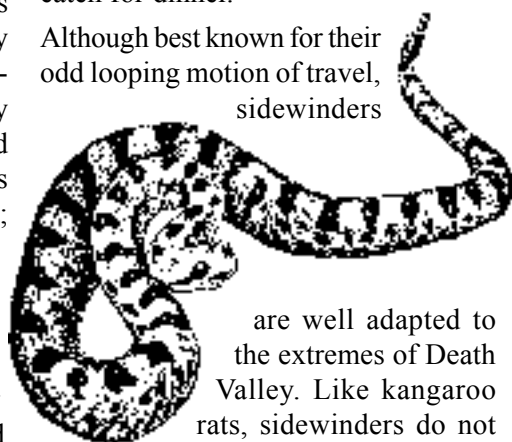 catch for dinner.
Although best known for their
odd looping motion of travel,
sidewinders
are well adapted to
the extremes of Death
Valley. Like kangaroo
rats, sidewinders do not